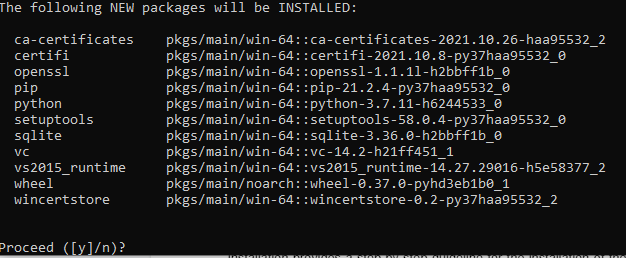 The following NEW packages will be INSTALLED:
ca-certificates pkgs/main/win-64::ca-certificates-2021.10.26-haa95532_2
certifi pkgs/main/win-64::certifi-2021.10.8-py37haa95532_0
openssl pkgs/main/win-64::openssl-1.1.1l-h2bbff1b_0
pip pkgs/main/win-64::pip-21.2.4-py37haa95532_0
python pkgs/main/win-64::python-3.7.11-h6244533_0
setuptools pkgs/main/win-64::setuptools-58.0.4-py37haa95532_0
sqlite pkgs/main/win-64::sqlite-3.36.0-h2bbff1b_0
vc pkgs/main/win-64::vc-14.2-h21ff451_1
vs2015_runtime pkgs/main/win-64::vs2015_runtime-14.27.29016-h5e58377_2
wheel pkgs/main/noarch::wheel-0.37.0-pyhd3eb1b0_1
wincertstore pkgs/main/win-64::wincertstore-0.2-py37haa95532_2
Proceed ([y]/n)?